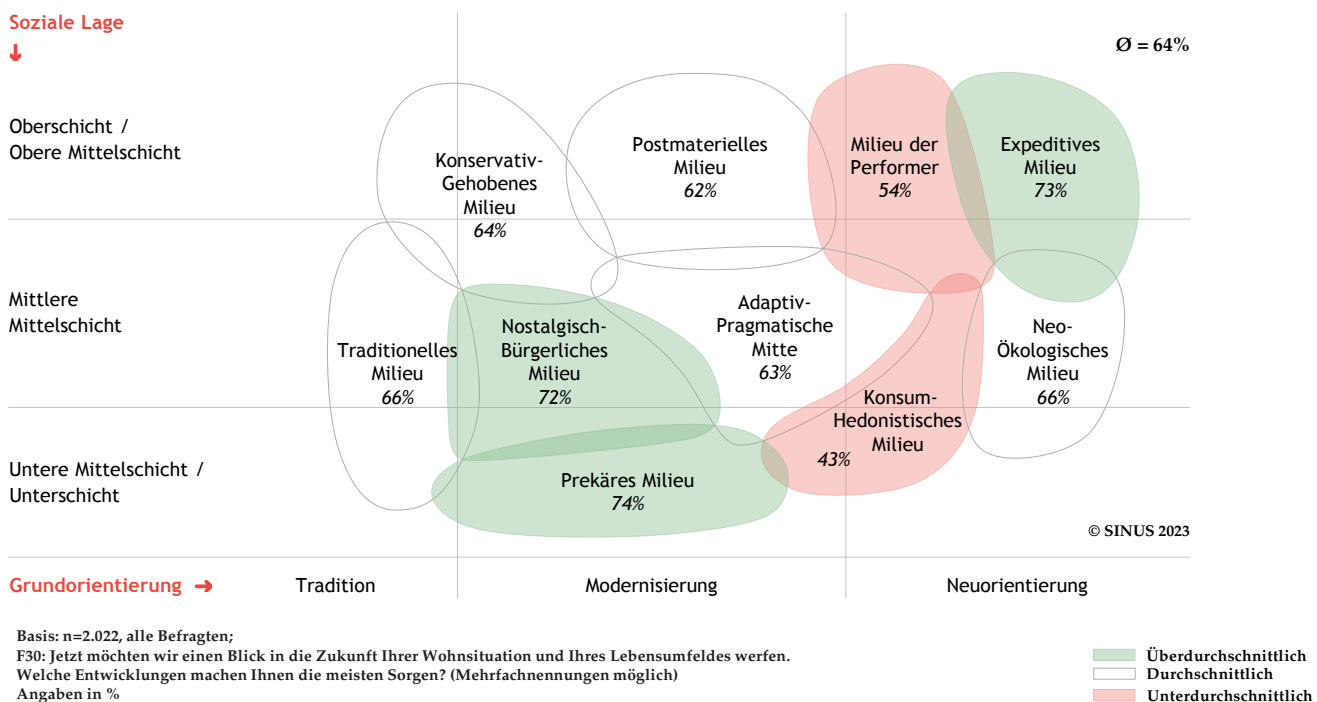 Soziale Lage
Ø = 64%
Oberschicht /
Obere Mittelschicht
Konservativ-
Gehobenes
Milieu
64%
Postmaterielles
Milieu
62%
Milieu der
Performer
54%
Expeditives
Milieu
73%
Mittlere
Mittelschicht
Traditionelles
Milieu
66%
Nostalgisch-
Bürgerliches
Milieu
72%
Adaptiv-
Pragmatische
Mitte
63%
Neo-
Ökologisches
Milieu
66%
Konsum-
Hedonistisches
Milieu
43%
Untere Mittelschicht /
Unterschicht
Prekäres Milieu
74%
© SINUS 2023
Grundorientierung
Tradition
Modernisierung
Neuorientierung
Basis: n=2.022, alle Befragten;
F30: Jetzt möchten wir einen Blick in die Zukunft Ihrer Wohnsituation und Ihres Lebensumfeldes werfen.
Welche Entwicklungen machen Ihnen die meisten Sorgen? (Mehrfachnennungen möglich)
Angaben in %
Überdurchschnittlich
Durchschnittlich
Unterdurchschnittlich